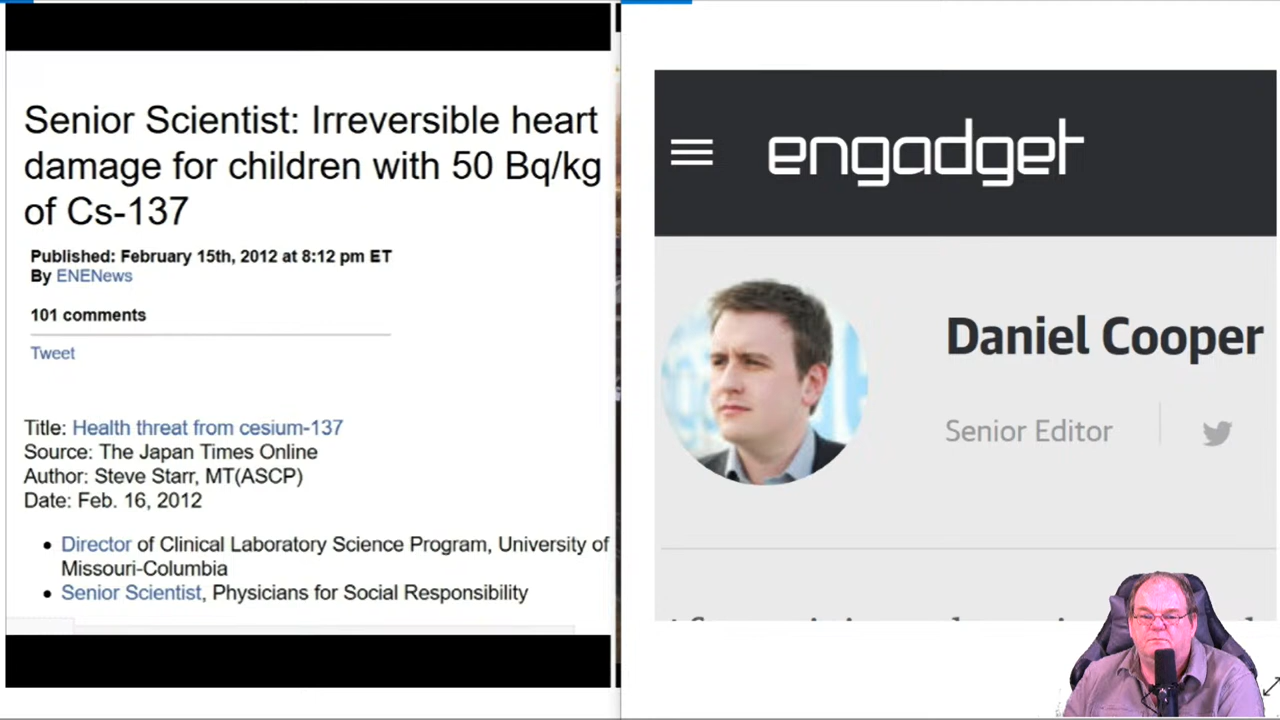 Senior Scientist: Irreversible heart
damage for children with 50 Bq/kg
of Cs-137
Published: February 15th, 2012 at 8:12 pm ET
By ENENews
101 comments
Tweet
Title: Health threat from cesium-137
Source: The Japan Times Online
Author: Steve Starr, MT(ASCP)
Date: Feb. 16, 2012
• Director of Clinical Laboratory Science Program, University of
Missouri-Columbia
• Senior Scientist, Physicians for Social Responsibility
engadget
Daniel Cooper
Senior Editor